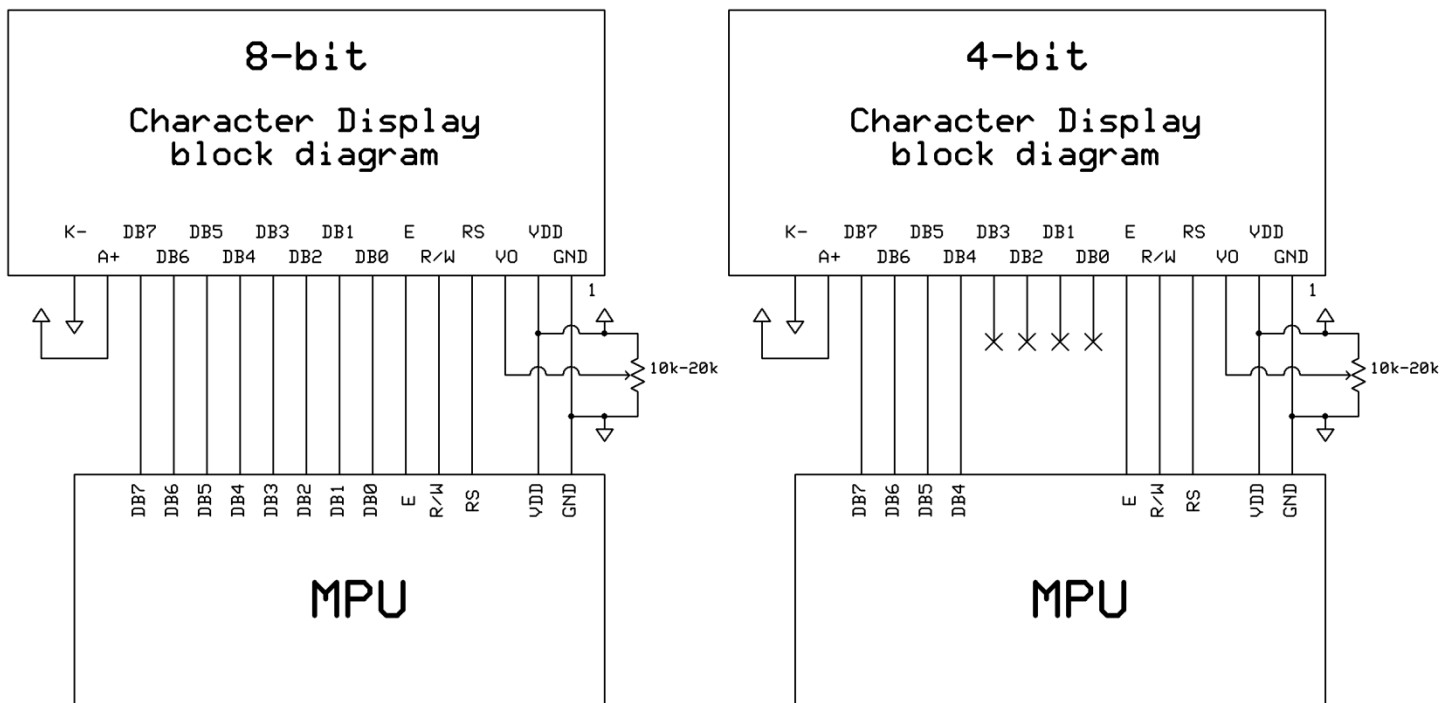 8-bit
Character Display
block diagram
K- DB7 DB5 DB3 DB1 E RS VDD
A+ DB6 DB4 DB2 DB0 R/W VO GND
1
10k-20k
DB7 DB6 DB5 DB4 DB3 DB2 DB1 DB0 E R/W RS VDD GND
MPU
4-bit
Character Display
block diagram
K- DB7 DB5 DB3 DB1 E RS VDD
A+ DB6 DB4 DB2 DB0 R/W VO GND
1
10k-20k
DB7 DB6 DB5 DB4 E R/W RS VDD GND
MPU